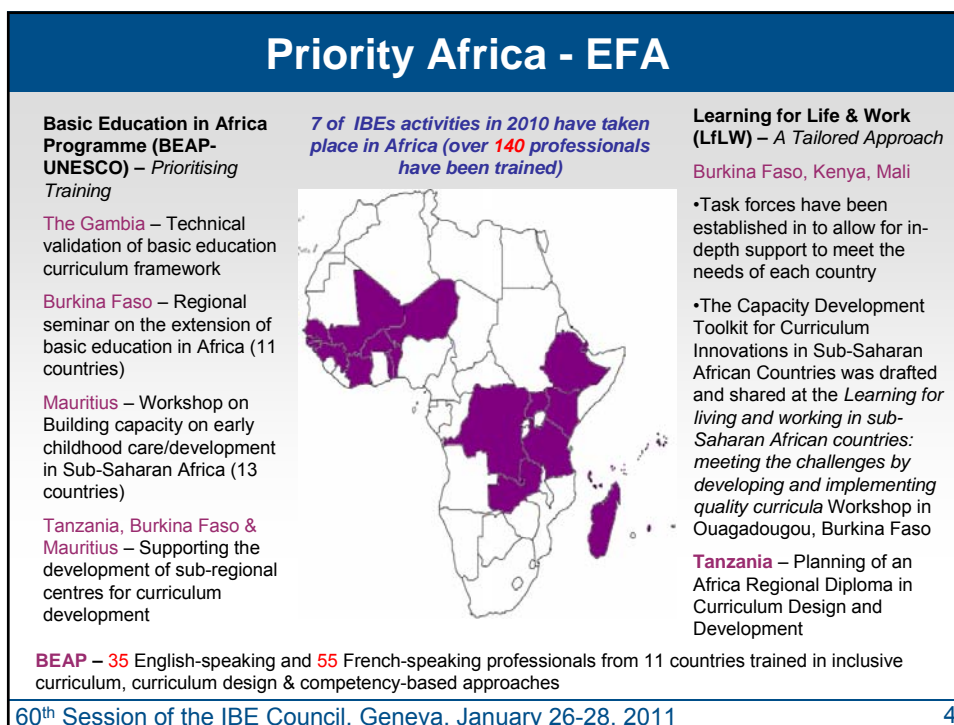 Priority Africa - EFA
Basic Education in Africa
Programme (BEAP-
UNESCO) – Prioritising
Training
The Gambia – Technical
validation of basic education
curriculum framework
Burkina Faso – Regional
seminar on the extension of
basic education in Africa (11
countries)
Mauritius – Workshop on
Building capacity on early
childhood care/development
in Sub-Saharan Africa (13
countries)
Tanzania, Burkina Faso &
Mauritius – Supporting the
development of sub-regional
centres for curriculum
development
7 of IBEs activities in 2010 have taken
place in Africa (over 140 professionals
have been trained)
Learning for Life & Work
(LfLW) – A Tailored Approach
Burkina Faso, Kenya, Mali
•Task forces have been
established in to allow for in-
depth support to meet the
needs of each country
•The Capacity Development
Toolkit for Curriculum
Innovations in Sub-Saharan
African Countries was drafted
and shared at the Learning for
living and working in sub-
Saharan African countries:
meeting the challenges by
developing and implementing
quality curricula Workshop in
Ouagadougou, Burkina Faso
Tanzania – Planning of an
Africa Regional Diploma in
Curriculum Design and
Development
BEAP – 35 English-speaking and 55 French-speaking professionals from 11 countries trained in inclusive
curriculum, curriculum design & competency-based approaches
60th Session of the IBE Council, Geneva, January 26-28, 2011 4